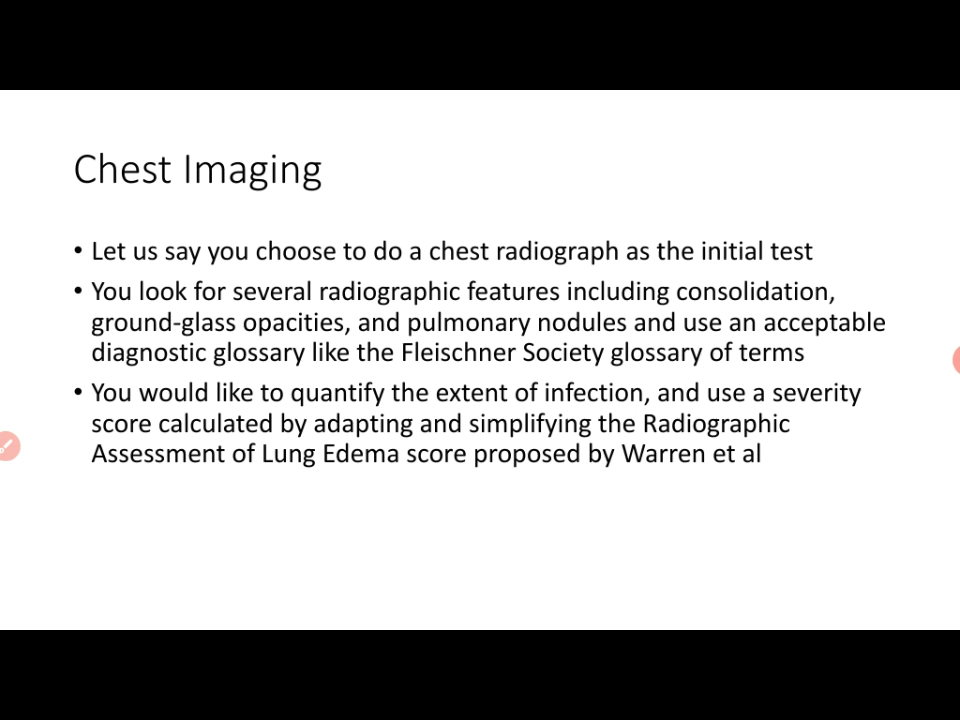 Chest Imaging
• Let us say you choose to do a chest radiograph as the initial test
• You look for several radiographic features including consolidation,
ground-glass opacities, and pulmonary nodules and use an acceptable
diagnostic glossary like the Fleischner Society glossary of terms
• You would like to quantify the extent of infection, and use a severity
score calculated by adapting and simplifying the Radiographic
Assessment of Lung Edema score proposed by Warren et al